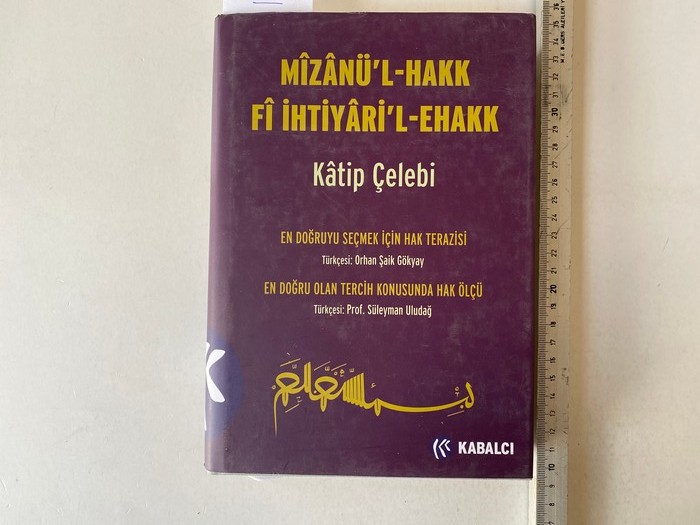 MÎZÂNÜ'L-HAKK
FÎ İHTİYÂRİ'L-EHAKK
Kâtip Çelebi
EN DOĞRUYU SEÇMEK İÇİN HAK TERAZİSİ
Türkçesi: Orhan Şaik Gökyay
EN DOĞRU OLAN TERCİH KONUSUNDA HAK ÖLÇÜ
Türkçesi: Prof. Süleyman Uludağ
KABALCI